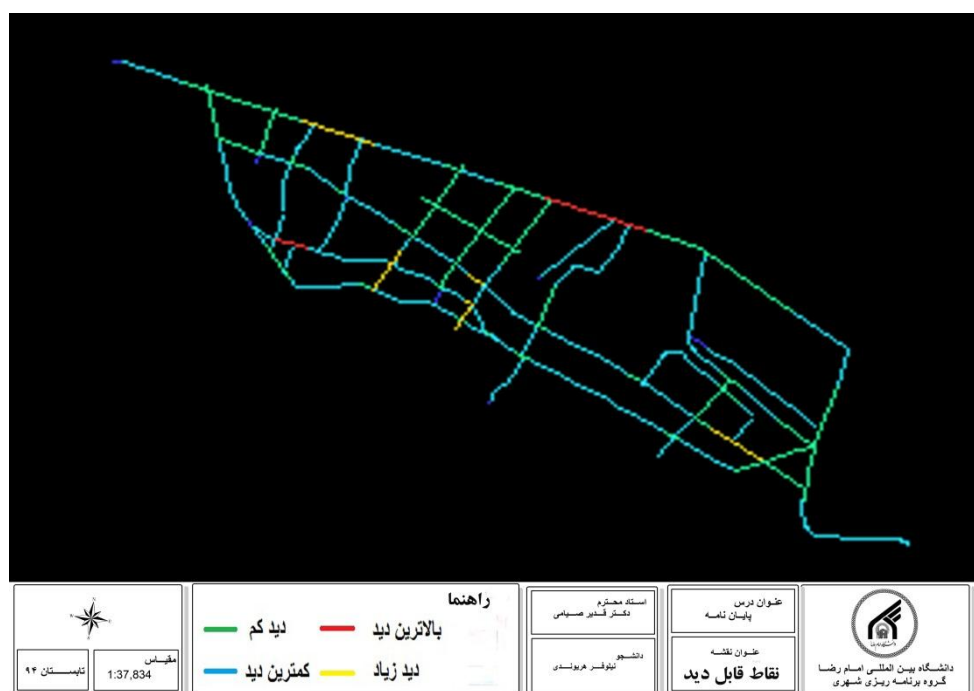 راهنما
بالاترین دید
دید کم
دید زیاد
کمترین دید
مقیاس
1:37,834
تابستان ۹۴
استاد محترم
دکتر قدیر صیامی
دانشجو
نیلوفر هریوندی
عنوان درس
پایان نامه
عنوان نقشه
نقاط قابل دید
دانشگاه بین المللی امام رضا
گروه برنامه ریزی شهری